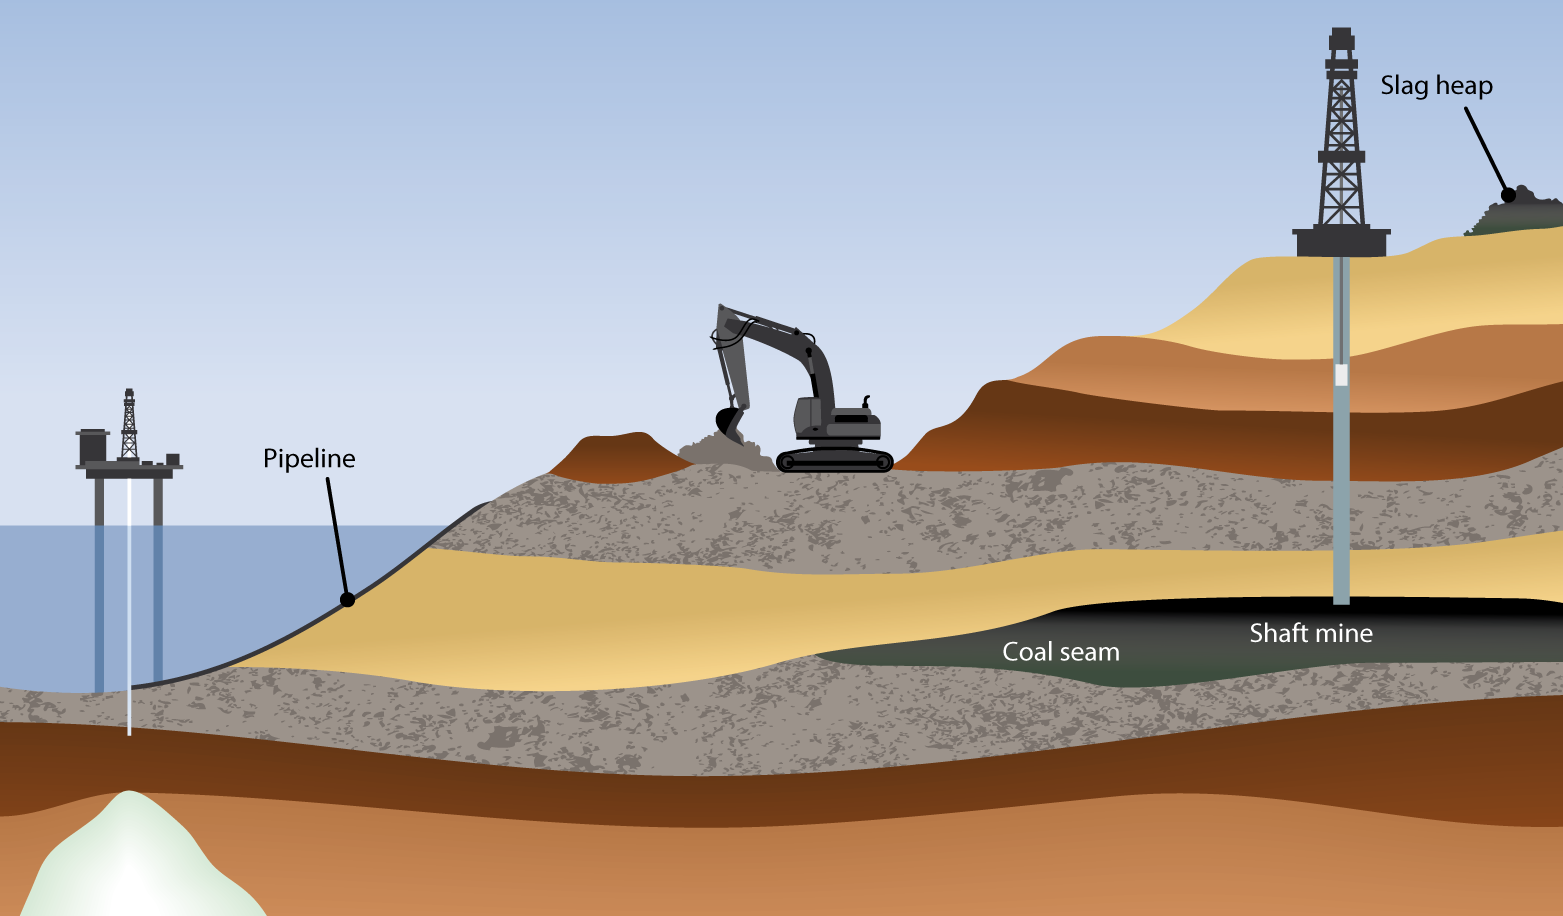 Slag heap
Pipeline
Shaft mine
Coal seam